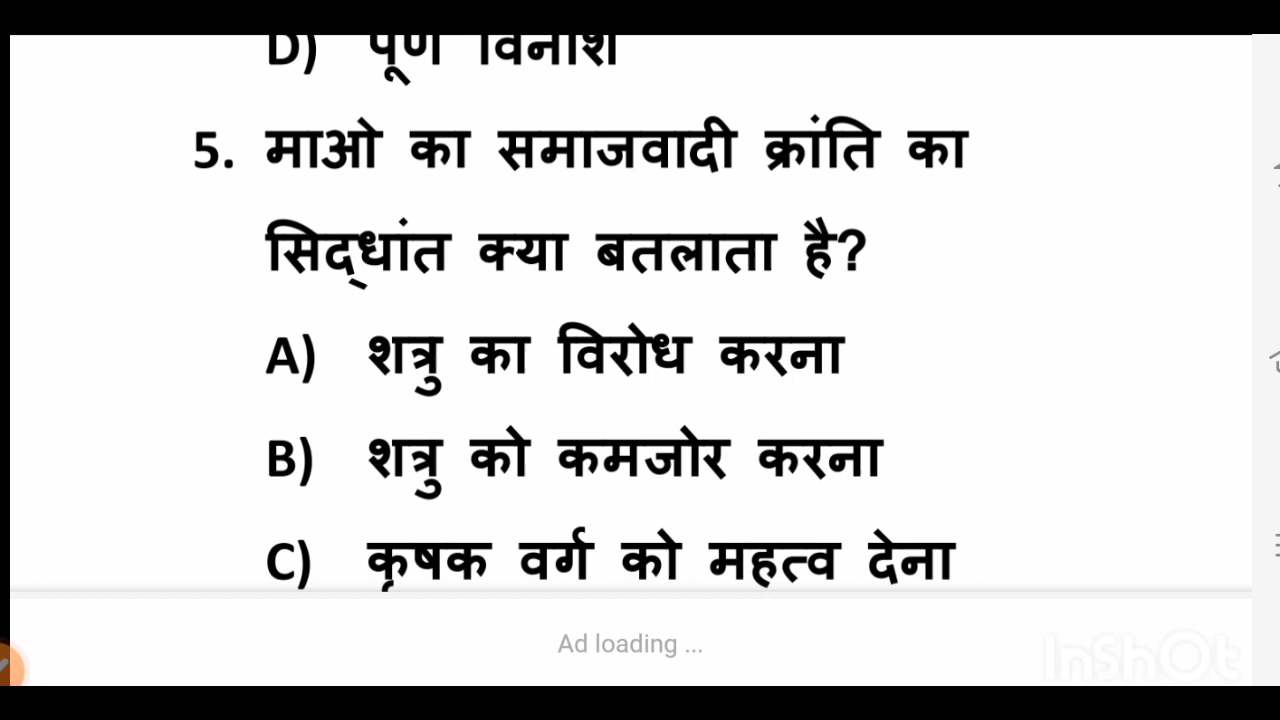 D) पूर्ण विनाश
5. माओ का समाजवादी क्रांति का
सिद्धांत क्या बतलाता है?
A) शत्रु का विरोध करना
B) शत्रु को कमजोर करना
C) कृषक वर्ग को महत्व देना
Ad loading ...
InShOt